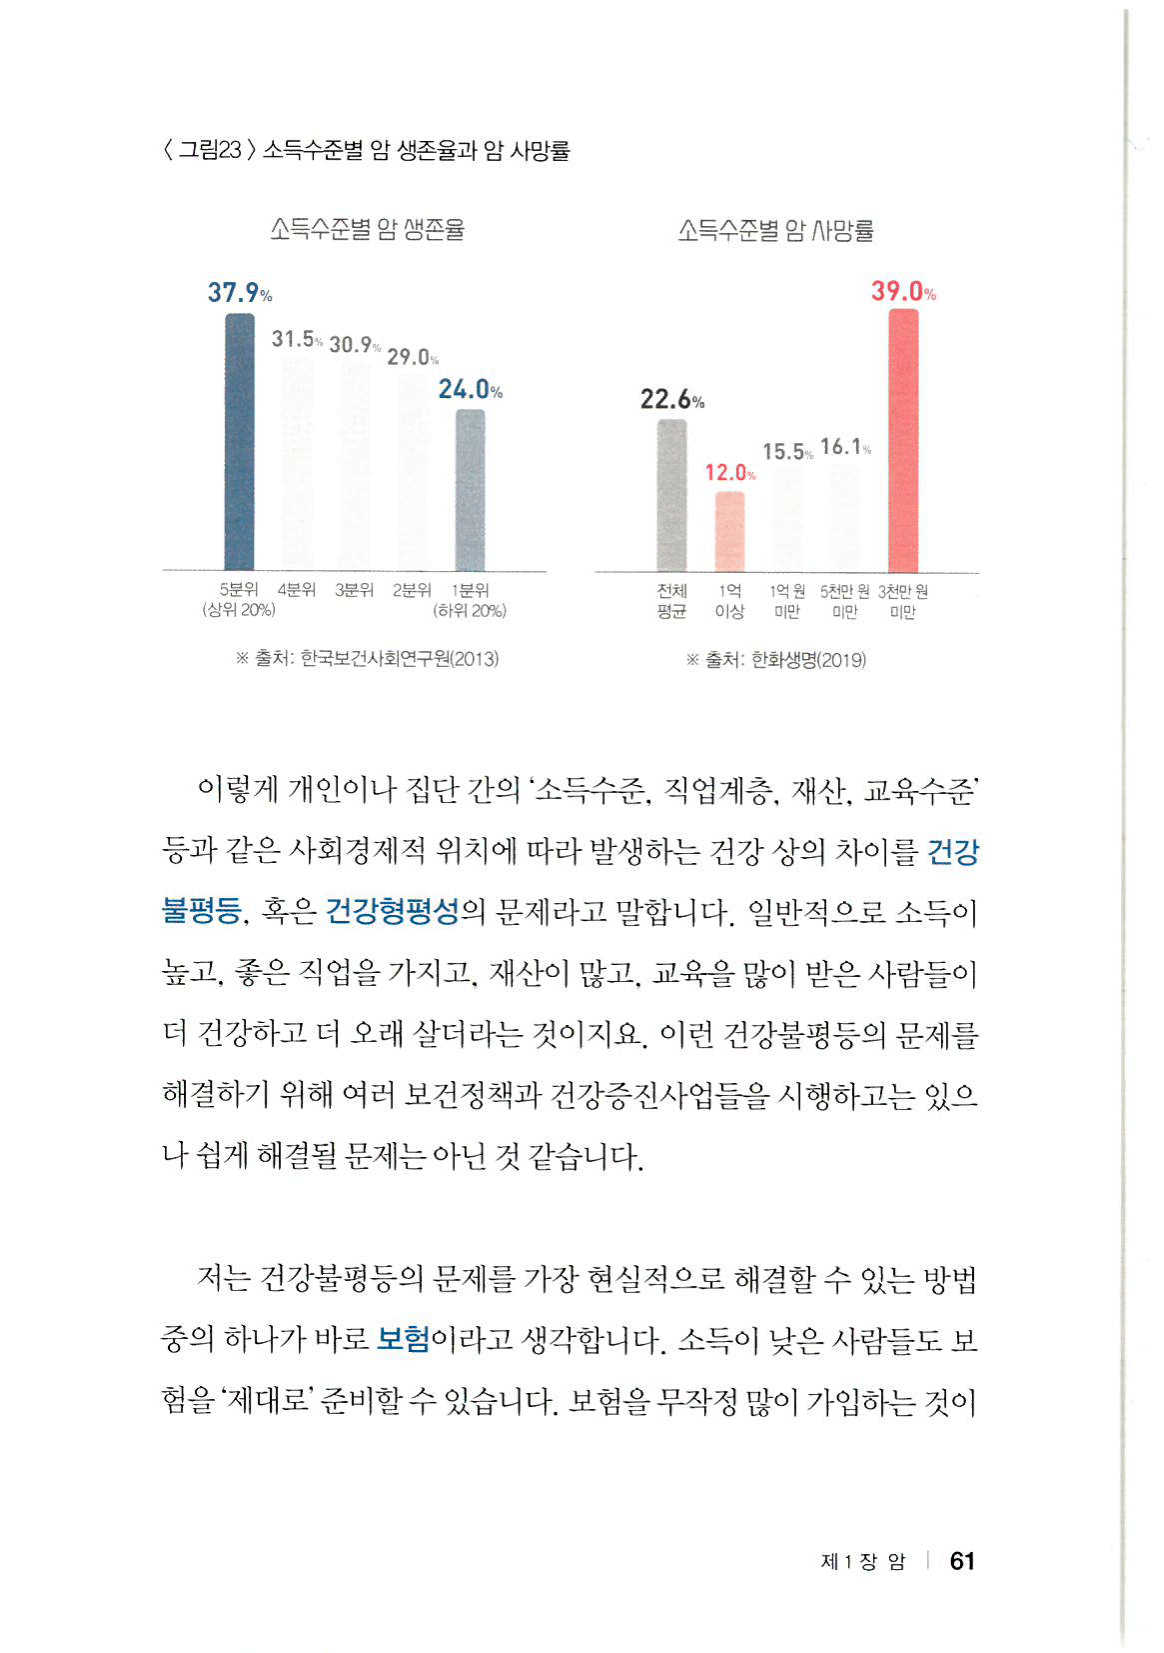 〈 그림23 〉 소득수준별 암 생존율과 암 사망률
소득수준별 암 생존율
37.9%
31.5%
30.9%
29.0%
24.0%
5분위
(상위 20%)
4분위
3분위
2분위
1분위
(하위 20%)
※ 출처: 한국보건사회연구원(2013)
소득수준별 암 사망률
22.6%
12.0%
15.5%
16.1%
39.0%
전체
평균
1억
이상
1억 원
미만
5천만 원
미만
3천만 원
미만
※ 출처: 한화생명(2019)
이렇게 개인이나 집단 간의 ‘소득수준, 직업계층, 재산, 교육수준’
등과 같은 사회경제적 위치에 따라 발생하는 건강 상의 차이를 건강
불평등, 혹은 건강형평성의 문제라고 말합니다. 일반적으로 소득이
높고, 좋은 직업을 가지고, 재산이 많고, 교육을 많이 받은 사람들이
더 건강하고 더 오래 살더라는 것이지요. 이런 건강불평등의 문제를
해결하기 위해 여러 보건정책과 건강증진사업들을 시행하고는 있으
나 쉽게 해결될 문제는 아닌 것 같습니다.
저는 건강불평등의 문제를 가장 현실적으로 해결할 수 있는 방법
중의 하나가 바로 보험이라고 생각합니다. 소득이 낮은 사람들도 보
험을 ‘제대로’ 준비할 수 있습니다. 보험을 무작정 많이 가입하는 것이
제1장 암 | 61